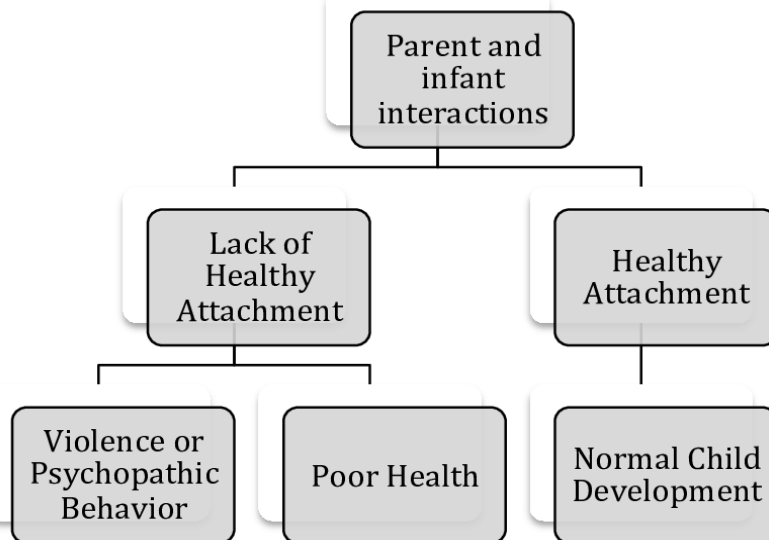 Parent and
infant
interactions
Lack of
Healthy
Attachment
Healthy
Attachment
Violence or
Psychopathic
Behavior
Poor Health
Normal Child
Development